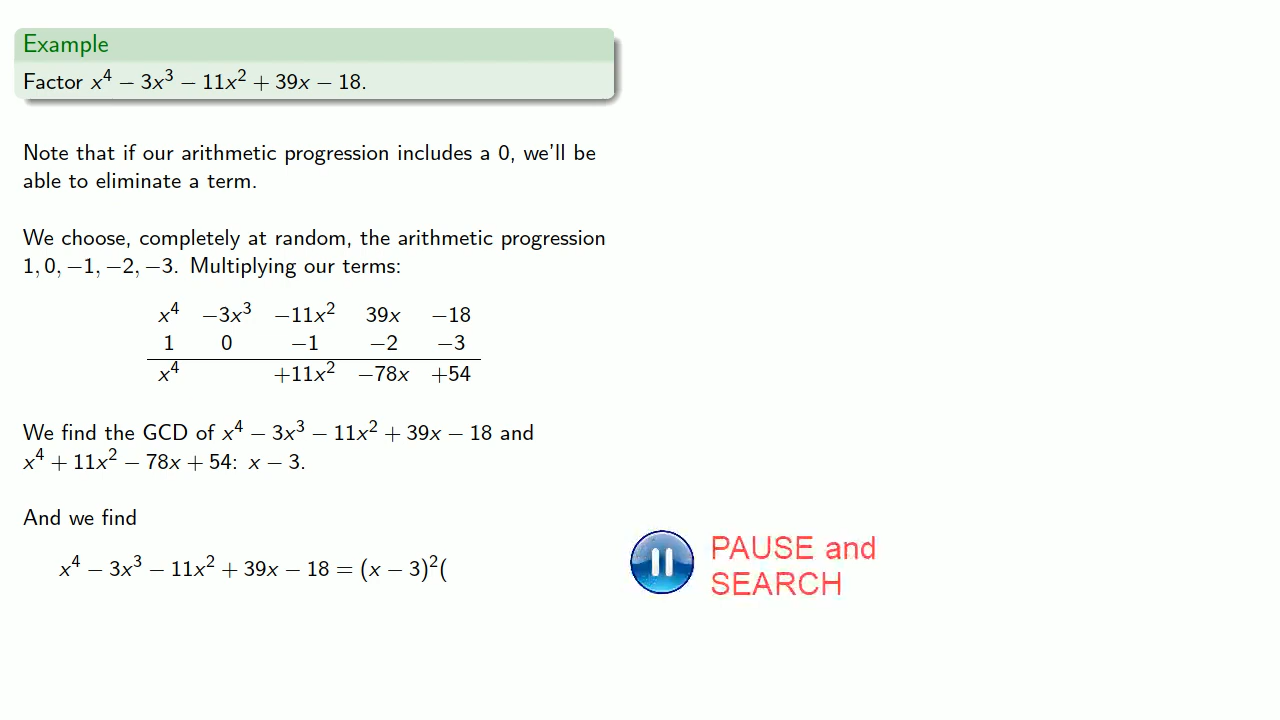 Example
Factor x⁴ − 3x³ − 11x² + 39x − 18.
Note that if our arithmetic progression includes a 0, we'll be
able to eliminate a term.
We choose, completely at random, the arithmetic progression
1, 0, −1, −2, −3. Multiplying our terms:
x⁴ −3x³ −11x² 39x −18
1 0 −1 −2 −3
x⁴ +11x² −78x +54
We find the GCD of x⁴ − 3x³ − 11x² + 39x − 18 and
x⁴ + 11x² − 78x + 54: x − 3.
And we find
x⁴ − 3x³ − 11x² + 39x − 18 = (x − 3)²(
PAUSE and
SEARCH